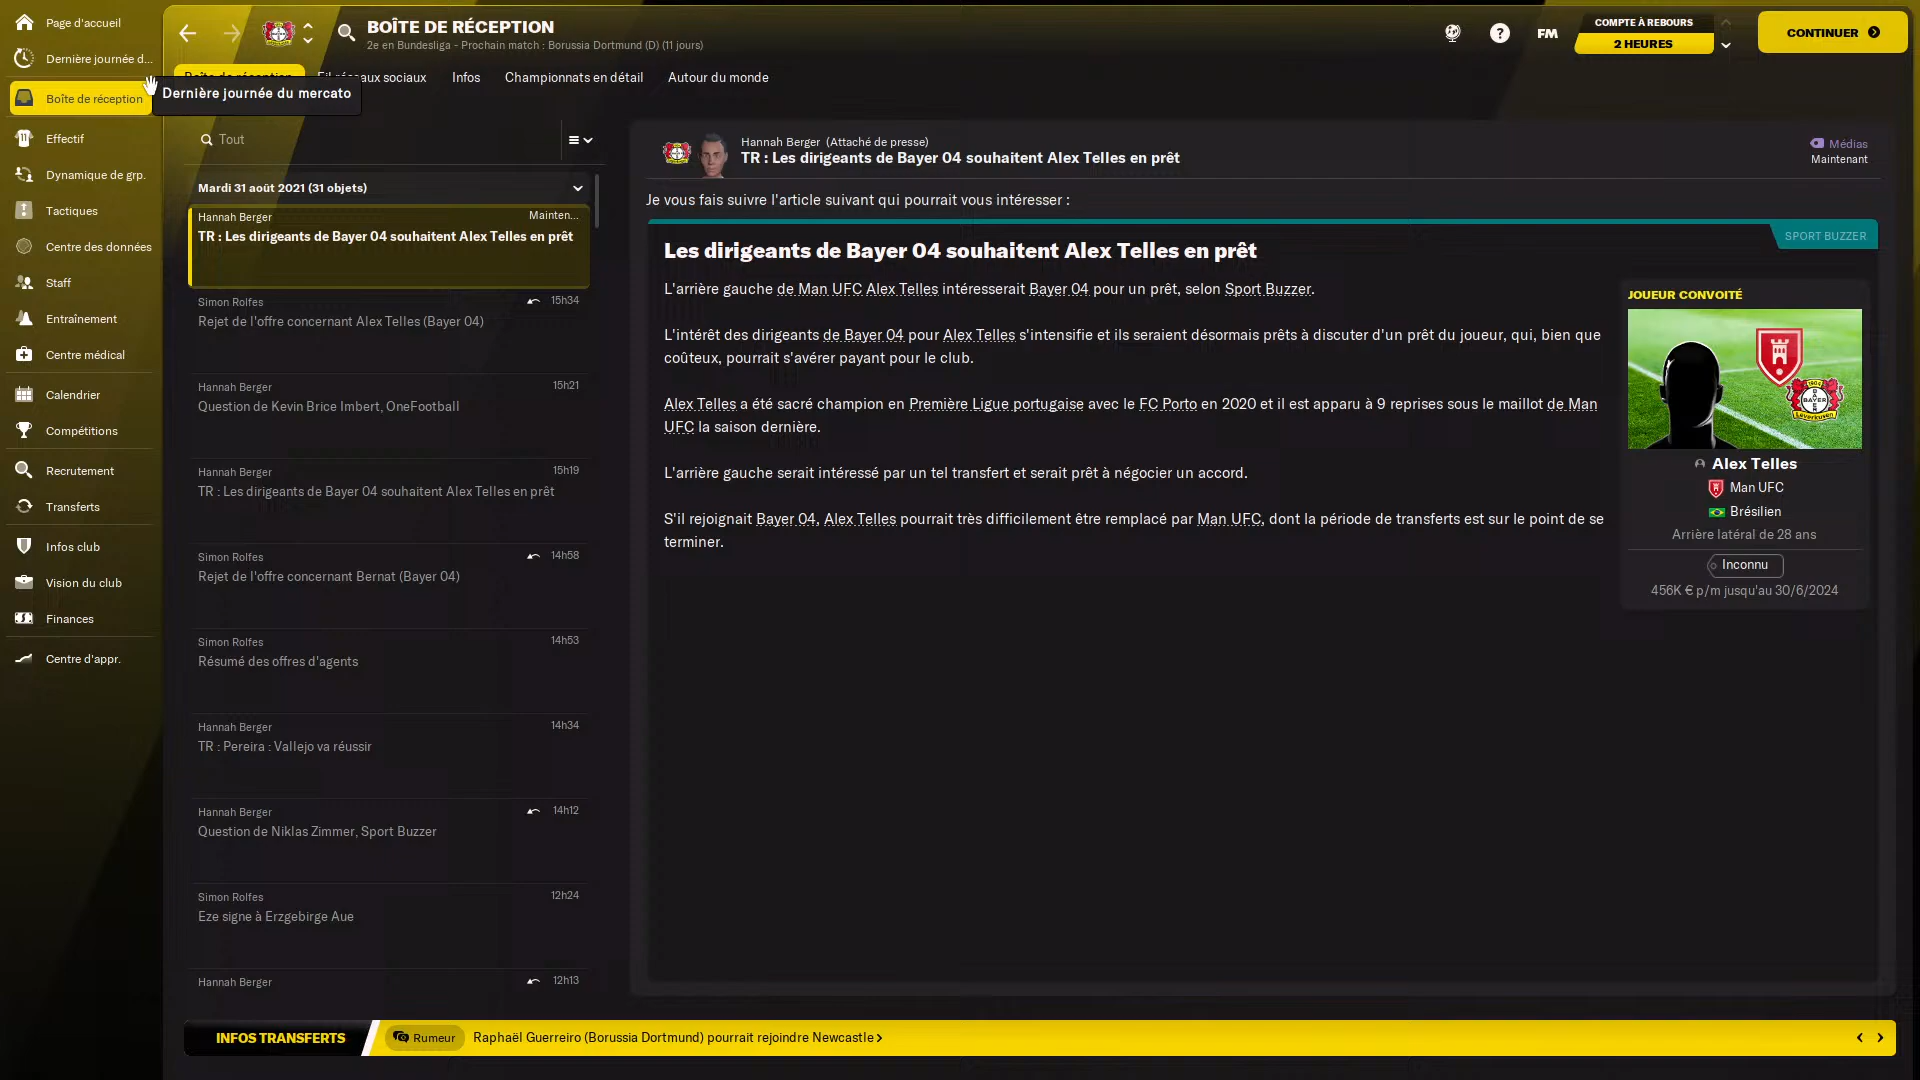 Page d'accueil
Dernière journée d...
Boîte de réception
Effectif
Dynamique de grp.
Tactiques
Centre des données
Staff
Entraînement
Centre médical
Calendrier
Compétitions
Recrutement
Transferts
Infos club
Vision du club
Finances
Centre d'appr.
BOÎTE DE RÉCEPTION
2e en Bundesliga - Prochain match : Borussia Dortmund (D) (11 jours)
FM
COMPTE À REBOURS
2 HEURES
CONTINUER
Infos
Championnats en détail
Autour du monde
Dernière journée du mercato
Tout
Mardi 31 août 2021 (31 objets)
Hannah Berger
Mainten...
TR : Les dirigeants de Bayer 04 souhaitent Alex Telles en prêt
Simon Rolfes
15h34
Rejet de l'offre concernant Alex Telles (Bayer 04)
Hannah Berger
15h21
Question de Kevin Brice Imbert, OneFootball
Hannah Berger
15h19
TR : Les dirigeants de Bayer 04 souhaitent Alex Telles en prêt
Simon Rolfes
14h58
Rejet de l'offre concernant Bernat (Bayer 04)
Simon Rolfes
14h53
Résumé des offres d'agents
Hannah Berger
14h34
TR : Pereira : Vallejo va réussir
Hannah Berger
14h12
Question de Niklas Zimmer, Sport Buzzer
Simon Rolfes
12h24
Eze signe à Erzgebirge Aue
Hannah Berger
12h13
Hannah Berger (Attaché de presse)
TR : Les dirigeants de Bayer 04 souhaitent Alex Telles en prêt
Médias
Maintenant
Je vous fais suivre l'article suivant qui pourrait vous intéresser :
SPORT BUZZER
Les dirigeants de Bayer 04 souhaitent Alex Telles en prêt
L'arrière gauche de Man UFC Alex Telles intéresserait Bayer 04 pour un prêt, selon Sport Buzzer.
L'intérêt des dirigeants de Bayer 04 pour Alex Telles s'intensifie et ils seraient désormais prêts à discuter d'un prêt du joueur, qui, bien que
coûteux, pourrait s'avérer payant pour le club.
Alex Telles a été sacré champion en Première Ligue portugaise avec le FC Porto en 2020 et il est apparu à 9 reprises sous le maillot de Man
UFC la saison dernière.
L'arrière gauche serait intéressé par un tel transfert et serait prêt à négocier un accord.
S'il rejoignait Bayer 04, Alex Telles pourrait très difficilement être remplacé par Man UFC, dont la période de transferts est sur le point de se
terminer.
JOUEUR CONVOITÉ
Alex Telles
Man UFC
Brésilien
Arrière latéral de 28 ans
Inconnu
456K € p/m jusqu'au 30/6/2024
INFOS TRANSFERTS
Rumeur
Raphaël Guerreiro (Borussia Dortmund) pourrait rejoindre Newcastle